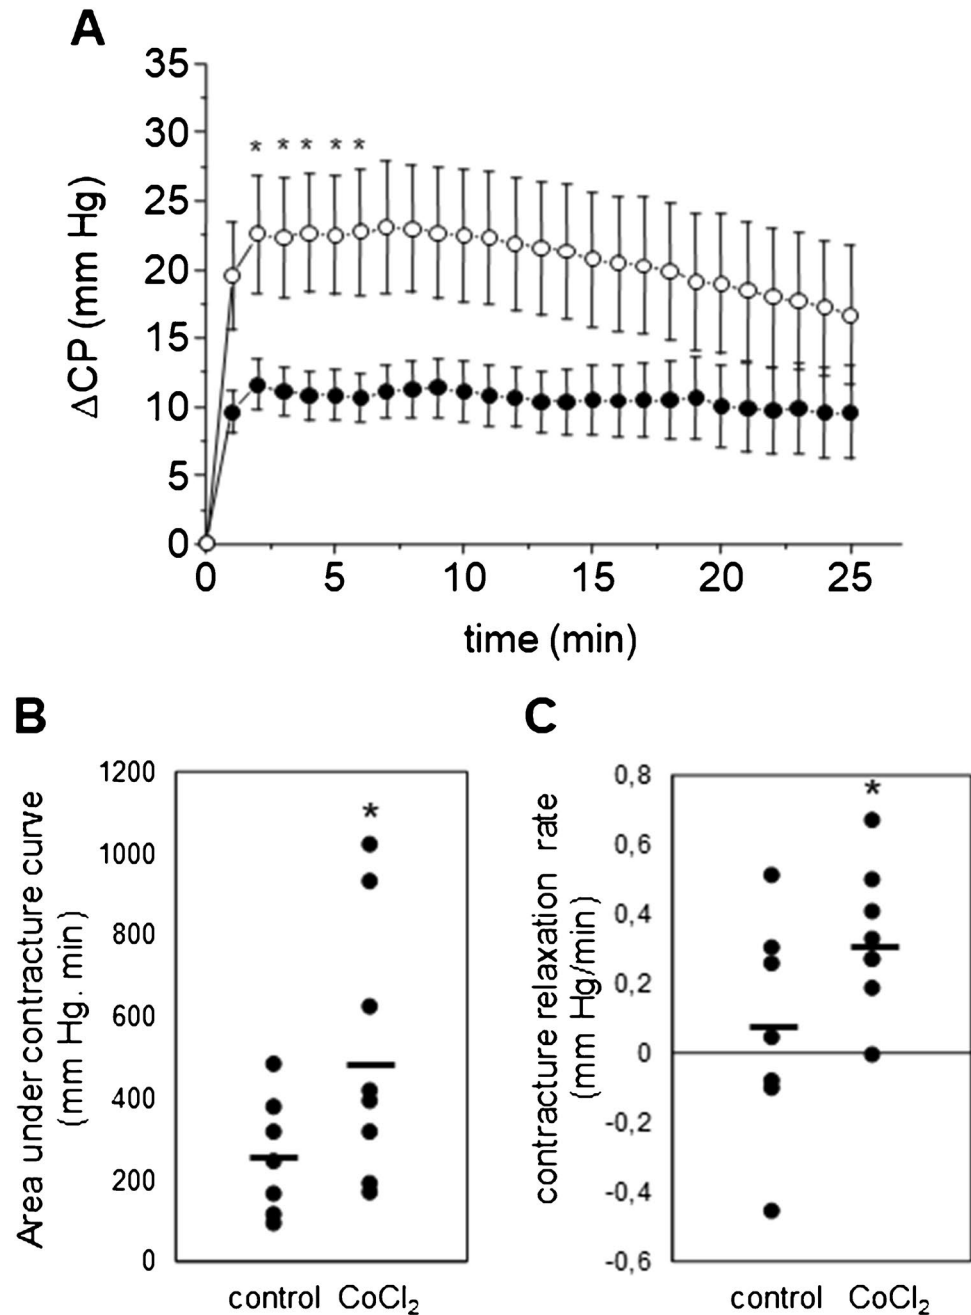 A
35
30
25
20
15
10
5
0
* * * * *
ΔCP (mm Hg)
0 5 10 15 20 25
time (min)
B
1200
1000
800
600
400
200
0
Area under contracture curve
(mm Hg. min)
*
control CoCl₂
C
0,8
0,6
0,4
0,2
0
-0,2
-0,4
-0,6
contracture relaxation rate
(mm Hg/min)
*
control CoCl₂